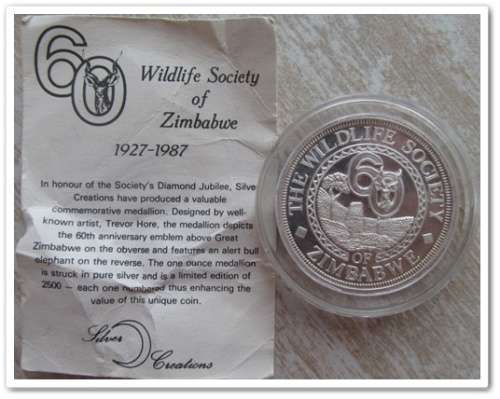 60
Wildlife Society
of
Zimbabwe
1927-1987
In honour of the Society's Diamond Jubilee, Silve
Creations have produced a valuable
commemorative medallion. Designed by well-
known artist, Trevor Hore, the medallion depicts
the 60th anniversary emblem above Great
Zimbabwe on the obverse and features an alert bull
elephant on the reverse. The one ounce medallion
is struck in pure silver and is a limited edition of
2500 — each one numbered thus enhancing the
value of this unique coin.
Silver
Creations
THE WILDLIFE SOCIETY
60
OF
ZIMBABWE